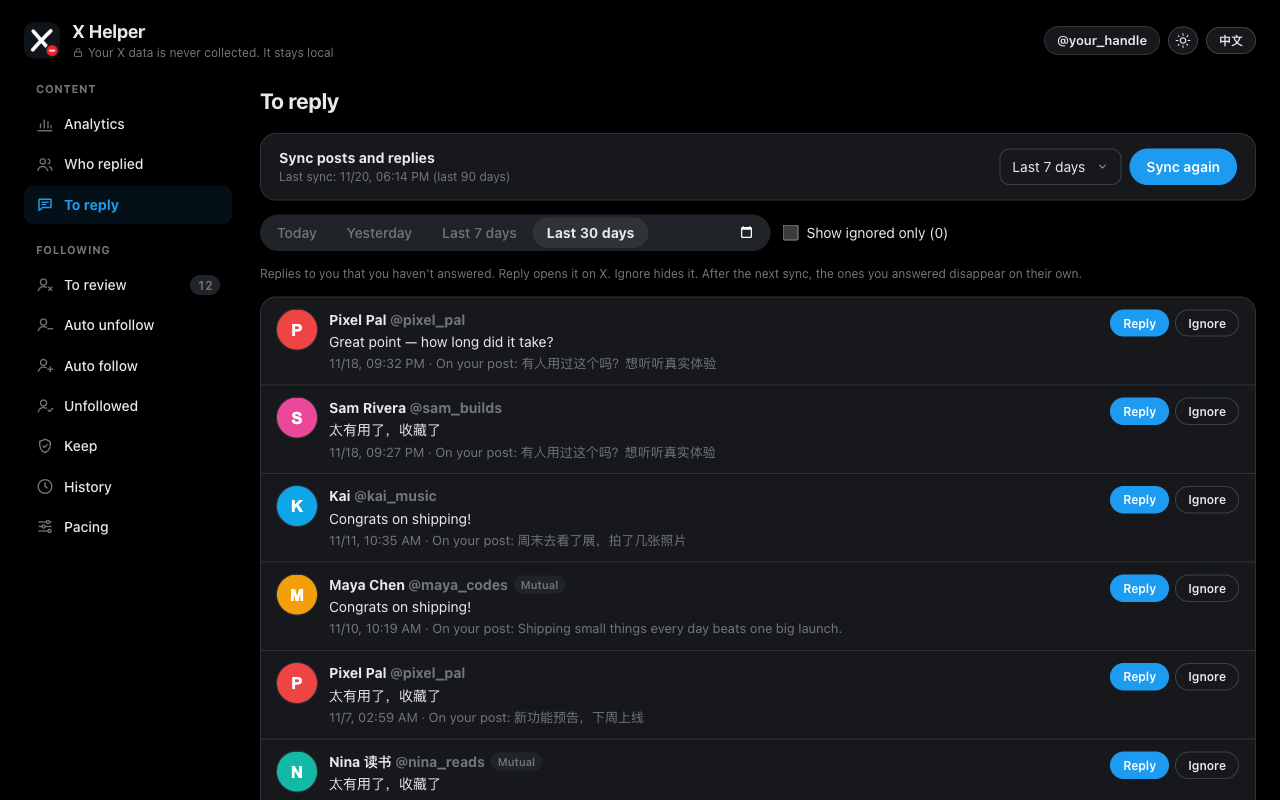 X Helper
Your X data is never collected. It stays local
@your_handle
中文
CONTENT
Analytics
Who replied
To reply
FOLLOWING
To review
12
Auto unfollow
Auto follow
Unfollowed
Keep
History
Pacing
To reply
Sync posts and replies
Last sync: 11/20, 06:14 PM (last 90 days)
Last 7 days
Sync again
Today
Yesterday
Last 7 days
Last 30 days
Show ignored only (0)
Replies to you that you haven't answered. Reply opens it on X. Ignore hides it. After the next sync, the ones you answered disappear on their own.
P
Pixel Pal @pixel_pal
Great point — how long did it take?
11/18, 09:32 PM · On your post: 有人用过这个吗？想听听真实体验
Reply
Ignore
S
Sam Rivera @sam_builds
太有用了，收藏了
11/18, 09:27 PM · On your post: 有人用过这个吗？想听听真实体验
Reply
Ignore
K
Kai @kai_music
Congrats on shipping!
11/11, 10:35 AM · On your post: 周末去看了展，拍了几张照片
Reply
Ignore
M
Maya Chen @maya_codes Mutual
Congrats on shipping!
11/10, 10:19 AM · On your post: Shipping small things every day beats one big launch.
Reply
Ignore
P
Pixel Pal @pixel_pal
太有用了，收藏了
11/7, 02:59 AM · On your post: 新功能预告，下周上线
Reply
Ignore
N
Nina 读书 @nina_reads Mutual
太有用了，收藏了
Reply
Ignore